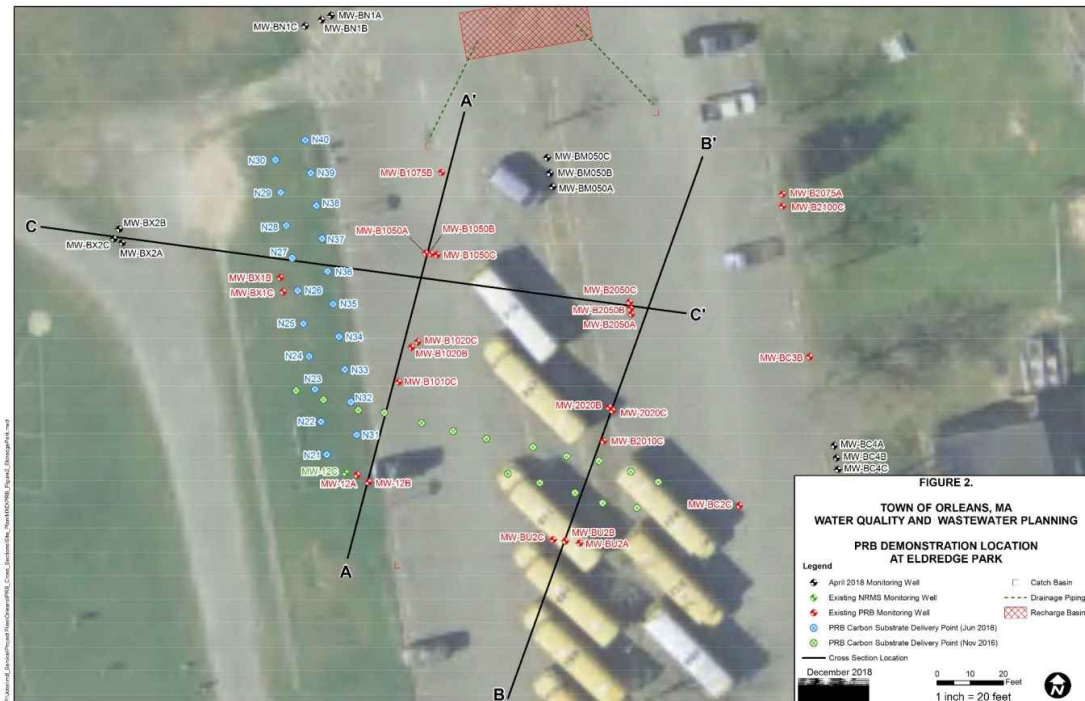 MW-BN1A
MW-BN1C
MW-BN1B
A'
B'
N40
N30
MW-BM050C
MW-B1075B
N39
MW-BM050B
MW-BM050A
N29
MW-B2075A
N38
MW-B2100C
C
MW-BX2B
N28
MW-B1050A
MW-B1050B
N37
MW-BX2C
MW-BX2A
MW-B1050C
N27
N36
MW-BX1B
MW-BX1C
N26
N35
MW-B2050C
MW-B2050B
C'
MW-B2050A
N25
N34
MW-B1020C
MW-B1020B
N24
MW-BC3B
N33
MW-B1010C
N23
N32
MW-2020B
MW-2020C
N22
N31
MW-B2010C
MW-BC4A
N21
MW-BC4B
MW-BC4C
MW-12C
MW-12A
MW-12B
MW-BC2C
MW-BU2C
MW-BU2B
MW-BU2A
A
B
FIGURE 2.
TOWN OF ORLEANS, MA
WATER QUALITY AND WASTEWATER PLANNING
PRB DEMONSTRATION LOCATION
AT ELDREDGE PARK
Legend
April 2018 Monitoring Well
Existing NRMS Monitoring Well
Existing PRB Monitoring Well
PRB Carbon Substrate Delivery Point (Jun 2018)
PRB Carbon Substrate Delivery Point (Nov 2016)
Cross Section Location
Catch Basin
Drainage Piping
Recharge Basin
December 2018
0 10 20
Feet
1 inch = 20 feet
N